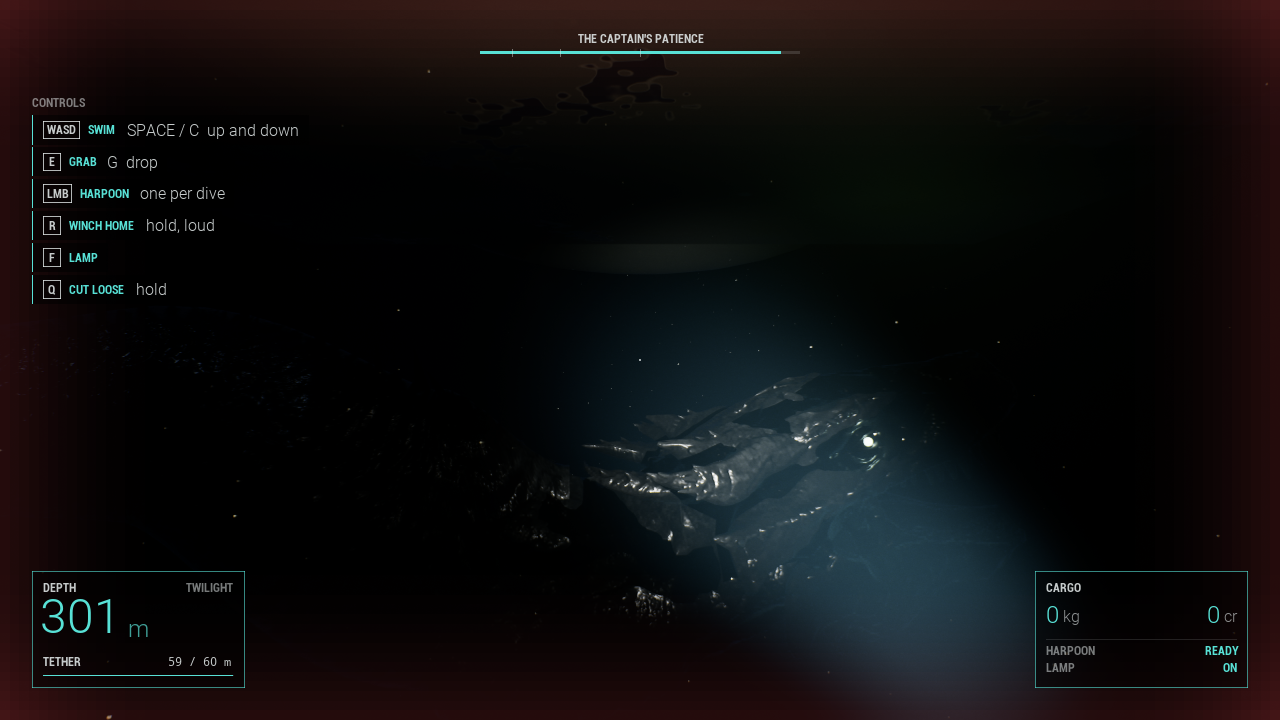 THE CAPTAIN'S PATIENCE
CONTROLS
WASD SWIM SPACE / C up and down
E GRAB G drop
LMB HARPOON one per dive
R WINCH HOME hold, loud
F LAMP
Q CUT LOOSE hold
DEPTH TWILIGHT
301 m
TETHER 59 / 60 m
CARGO
0 kg 0 cr
HARPOON READY
LAMP ON